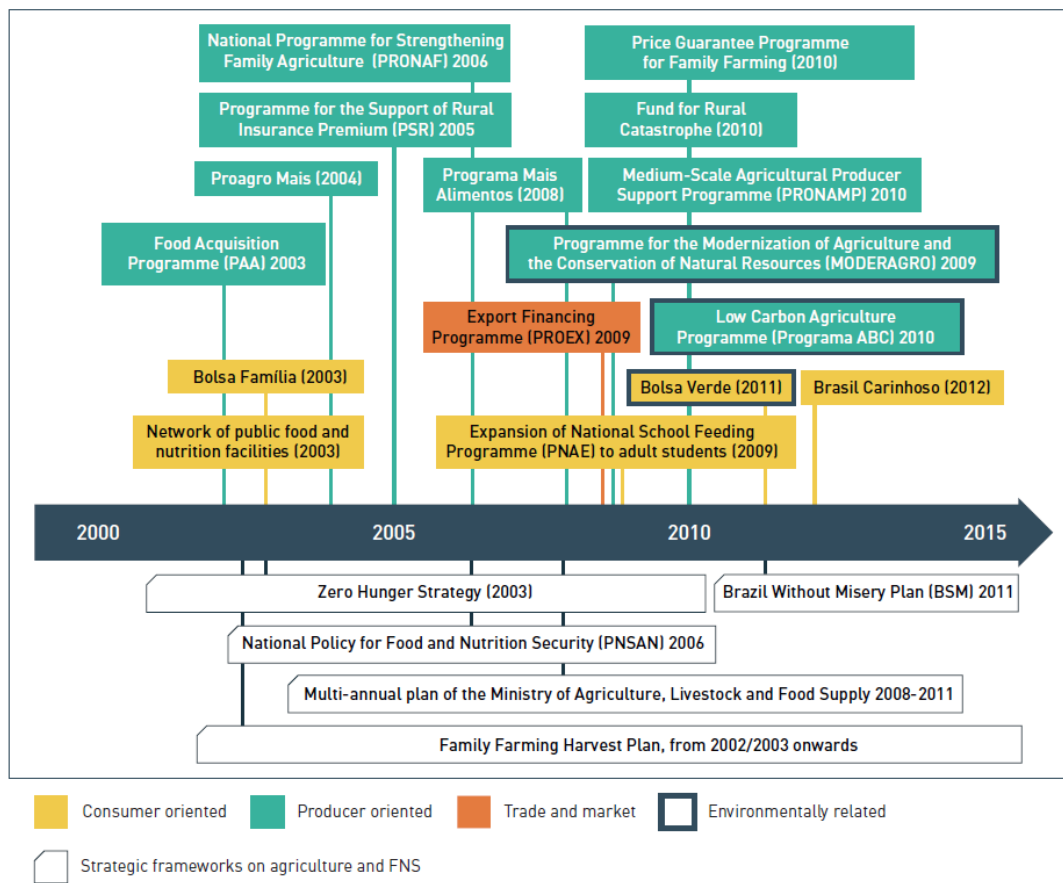 National Programme for Strengthening
Family Agriculture (PRONAF) 2006
Price Guarantee Programme
for Family Farming (2010)
Programme for the Support of Rural
Insurance Premium (PSR) 2005
Fund for Rural
Catastrophe (2010)
Proagro Mais (2004)
Programa Mais
Alimentos (2008)
Medium-Scale Agricultural Producer
Support Programme (PRONAMP) 2010
Food Acquisition
Programme (PAA) 2003
Programme for the Modernization of Agriculture and
the Conservation of Natural Resources (MODERAGRO) 2009
Export Financing
Programme (PROEX) 2009
Low Carbon Agriculture
Programme (Programa ABC) 2010
Bolsa Família (2003)
Bolsa Verde (2011)
Brasil Carinhoso (2012)
Network of public food and
nutrition facilities (2003)
Expansion of National School Feeding
Programme (PNAE) to adult students (2009)
2000
2005
2010
2015
Zero Hunger Strategy (2003)
Brazil Without Misery Plan (BSM) 2011
National Policy for Food and Nutrition Security (PNSAN) 2006
Multi-annual plan of the Ministry of Agriculture, Livestock and Food Supply 2008-2011
Family Farming Harvest Plan, from 2002/2003 onwards
Consumer oriented
Producer oriented
Trade and market
Environmentally related
Strategic frameworks on agriculture and FNS